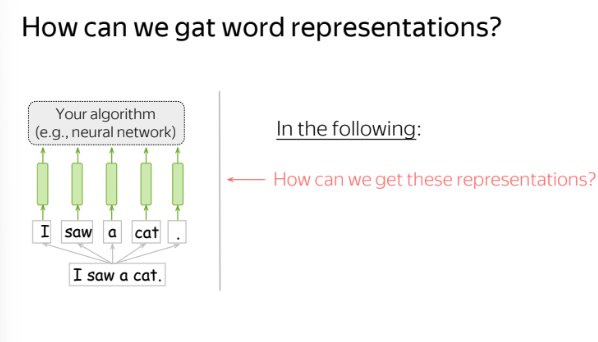 How can we gat word representations?
Your algorithm
(e.g., neural network)
I saw a cat .
I saw a cat.
In the following:
How can we get these representations?